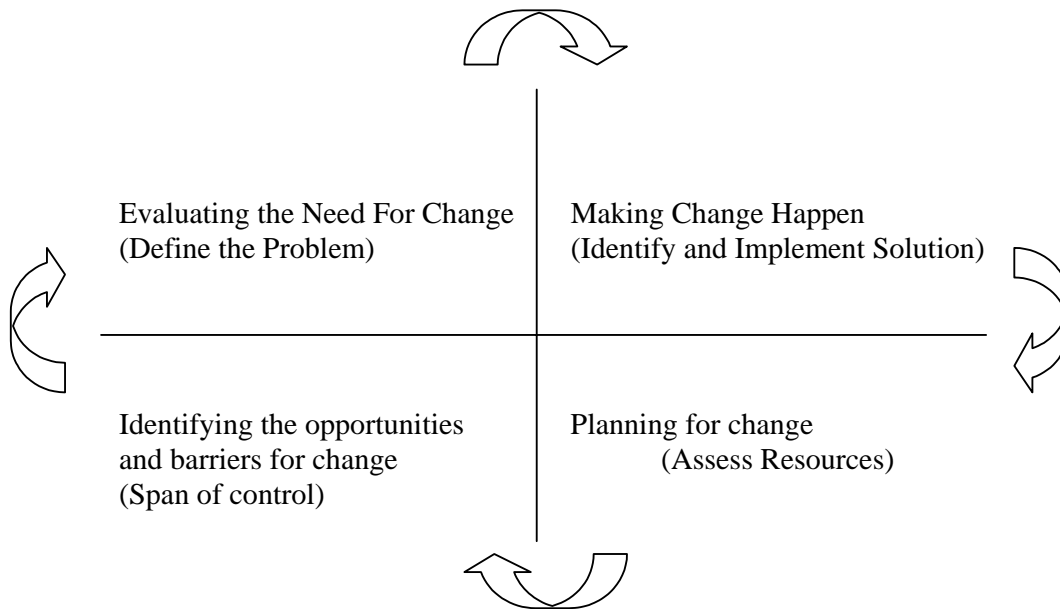 Evaluating the Need For Change
(Define the Problem)
Making Change Happen
(Identify and Implement Solution)
Identifying the opportunities
and barriers for change
(Span of control)
Planning for change
(Assess Resources)